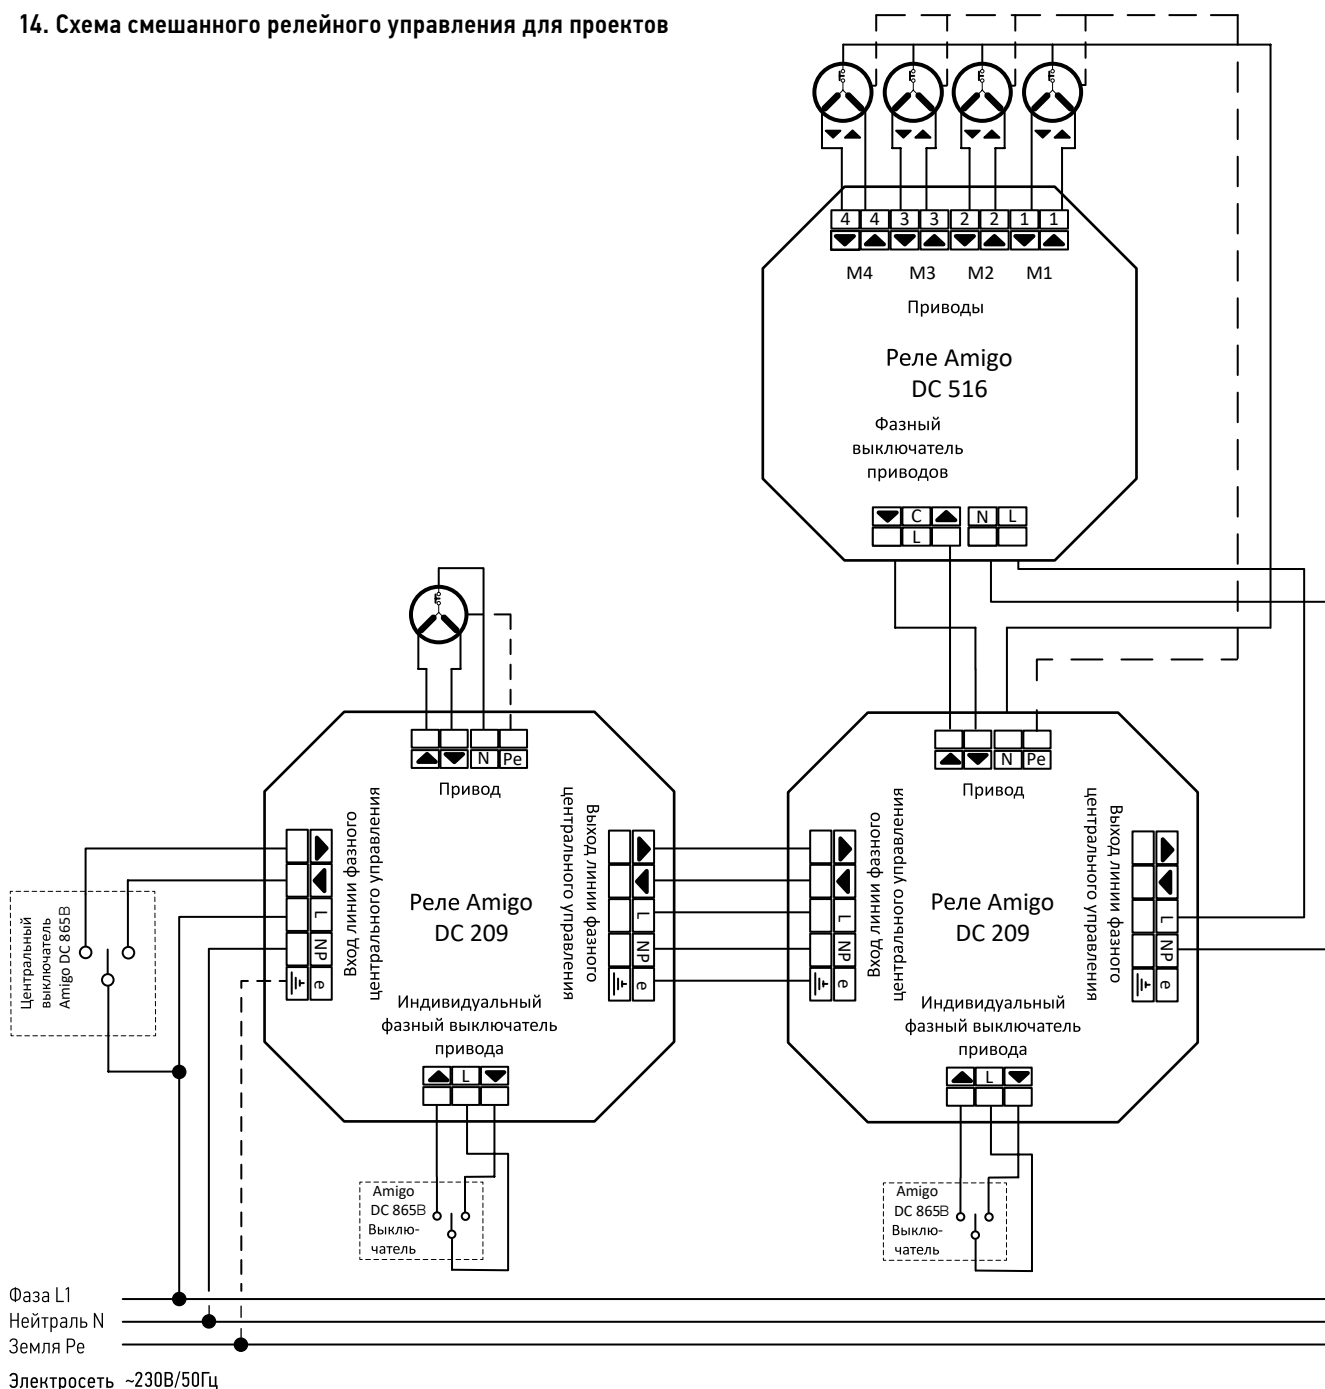 14. Схема смешанного релейного управления для проектов
4 4 3 3 2 2 1 1
M4 M3 M2 M1
Приводы
Реле Amigo
DC 516
Фазный
выключатель
приводов
C N L
L
N Pe
Привод
Вход линии фазного
центрального управления
L
NP
e
Реле Amigo
DC 209
Выход линии фазного
центрального управления
L
NP
e
Индивидуальный
фазный выключатель
привода
L
Amigo
DC 865B
Выклю-
чатель
N Pe
Привод
Вход линии фазного
центрального управления
L
NP
e
Реле Amigo
DC 209
Выход линии фазного
центрального управления
L
NP
e
Индивидуальный
фазный выключатель
привода
L
Amigo
DC 865B
Выклю-
чатель
Центральный
выключатель
Amigo DC 865B
Фаза L1
Нейтраль N
Земля Pe
Электросеть ~230В/50Гц